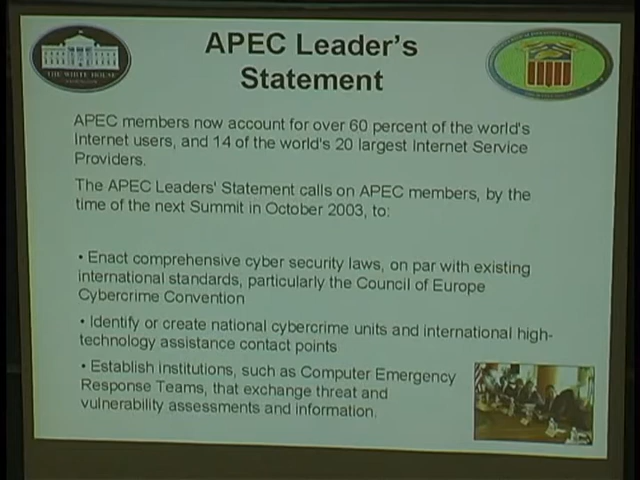 APEC Leader's
Statement
THE WHITE HOUSE
APEC members now account for over 60 percent of the world's
Internet users, and 14 of the world's 20 largest Internet Service
Providers.
The APEC Leaders' Statement calls on APEC members, by the
time of the next Summit in October 2003, to:
• Enact comprehensive cyber security laws, on par with existing
international standards, particularly the Council of Europe
Cybercrime Convention
• Identify or create national cybercrime units and international high-
technology assistance contact points
• Establish institutions, such as Computer Emergency
Response Teams, that exchange threat and
vulnerability assessments and information.